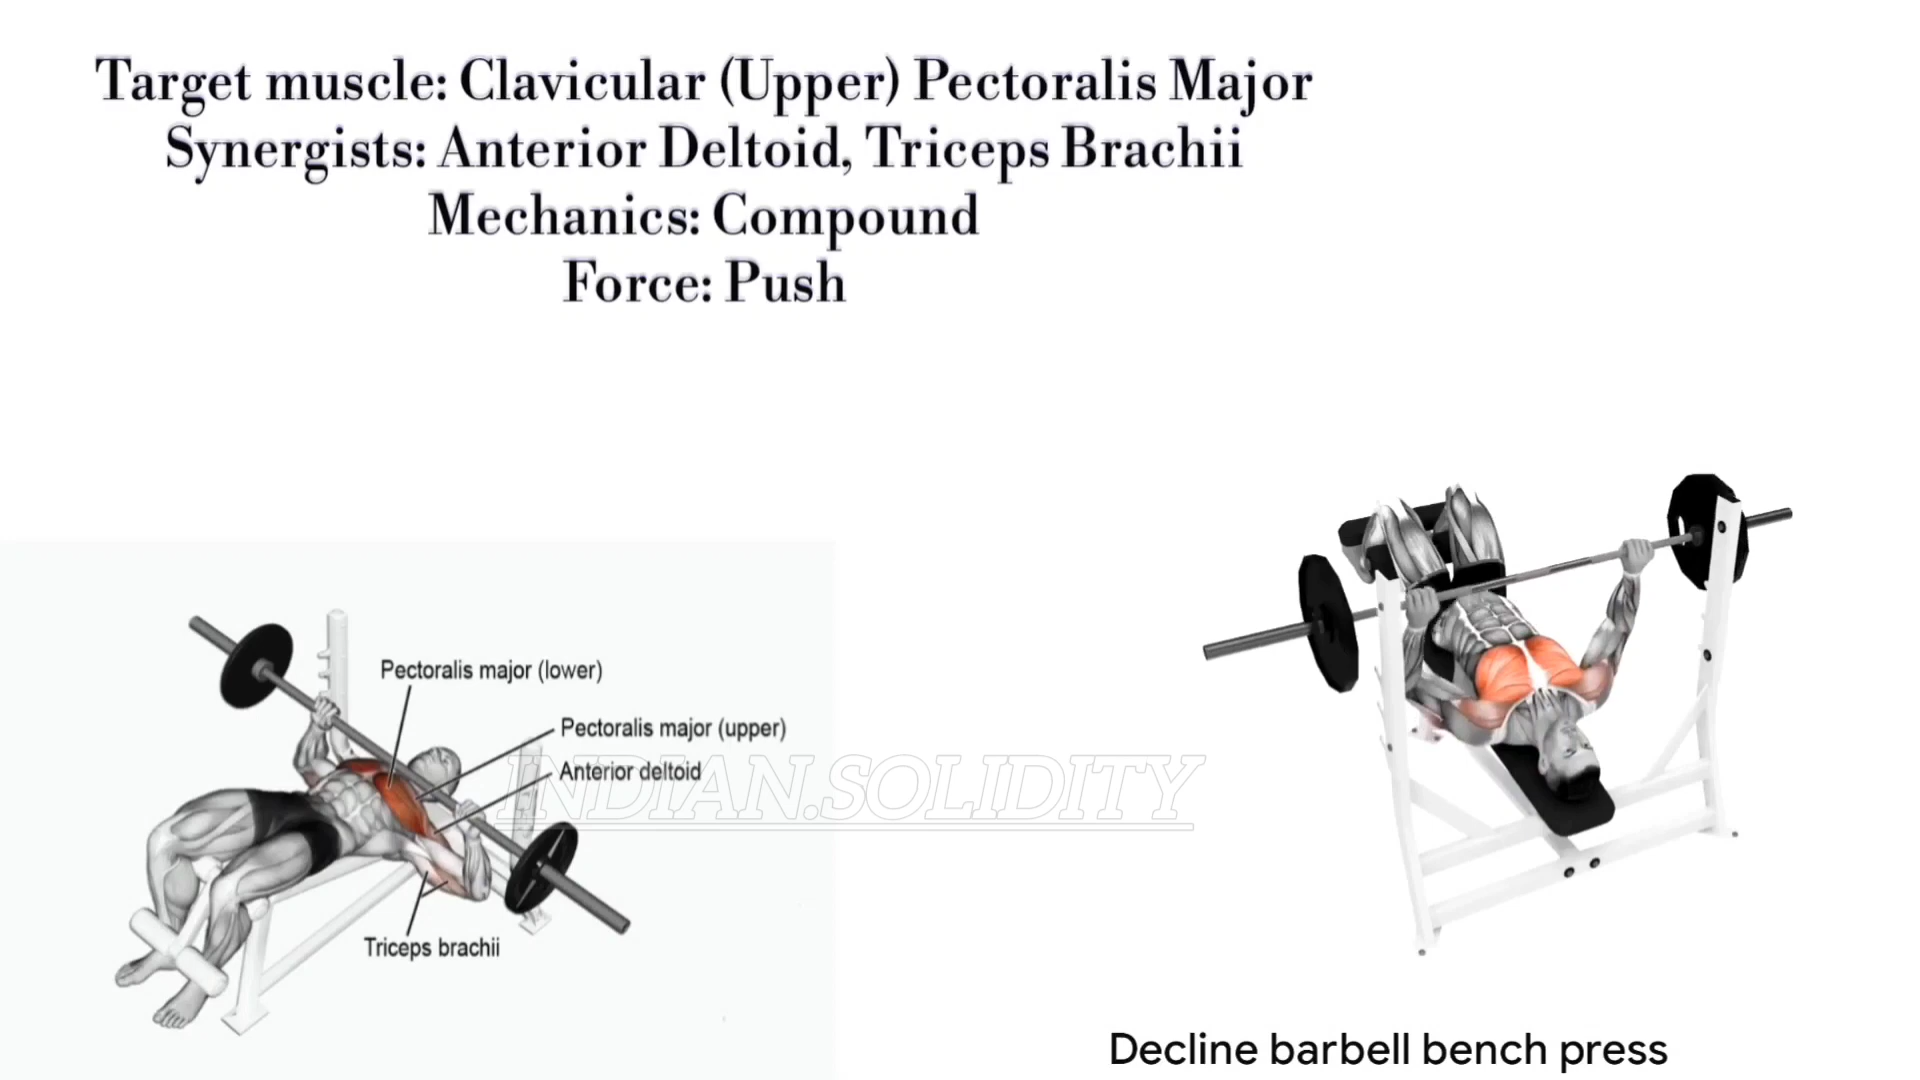 Target muscle: Clavicular (Upper) Pectoralis Major
Synergists: Anterior Deltoid, Triceps Brachii
Mechanics: Compound
Force: Push
Pectoralis major (lower)
Pectoralis major (upper)
Anterior deltoid
INDIAN.SOLIDITY
Triceps brachii
Decline barbell bench press